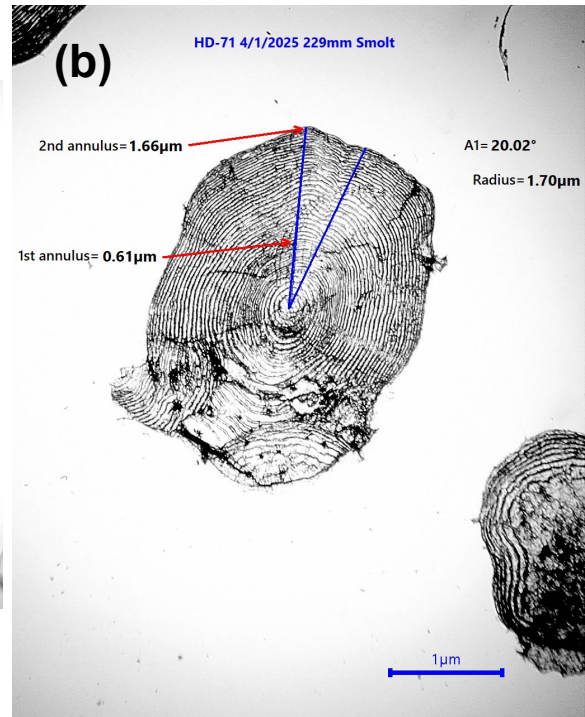 HD-71 4/1/2025 229mm Smolt
(b)
2nd annulus= 1.66µm
A1= 20.02°
Radius= 1.70µm
1st annulus= 0.61µm
1µm